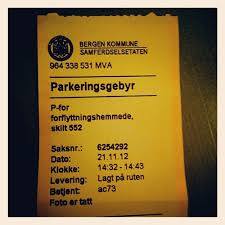 BERGEN KOMMUNE
SAMFERDSELSETATEN
964 338 531 MVA
Parkeringsgebyr
P-for
forflyttningshemmede,
skilt 552
Saksnr.: 6254292
Dato: 21.11.12
Klokke: 14:32 - 14:43
Levering: Lagt på ruten
Betjent: ac73
Foto er tatt